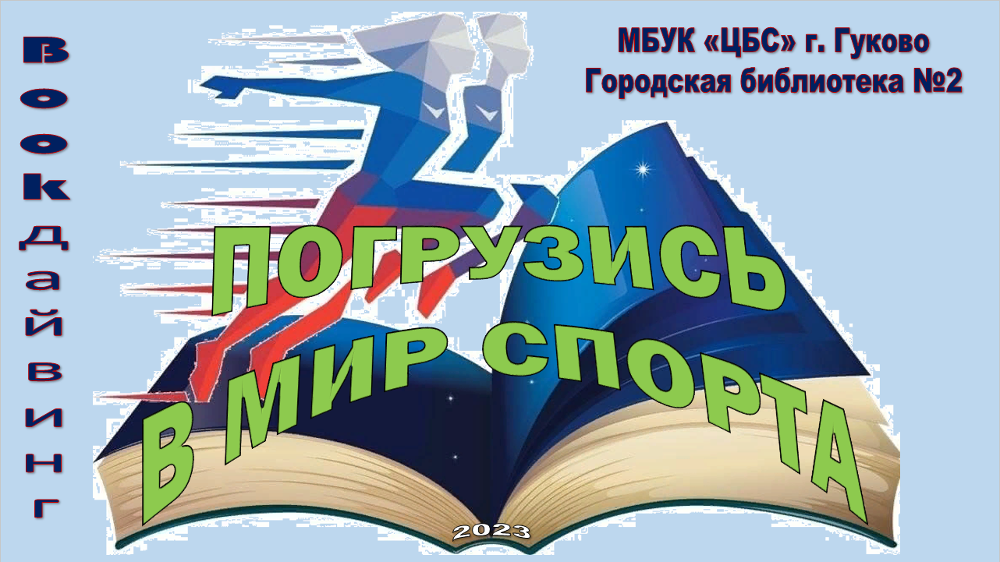 Bookдайвинг
МБУК «ЦБС» г. Гуково
Городская библиотека №2
ПОГРУЗИСЬ
В МИР СПОРТА
2023